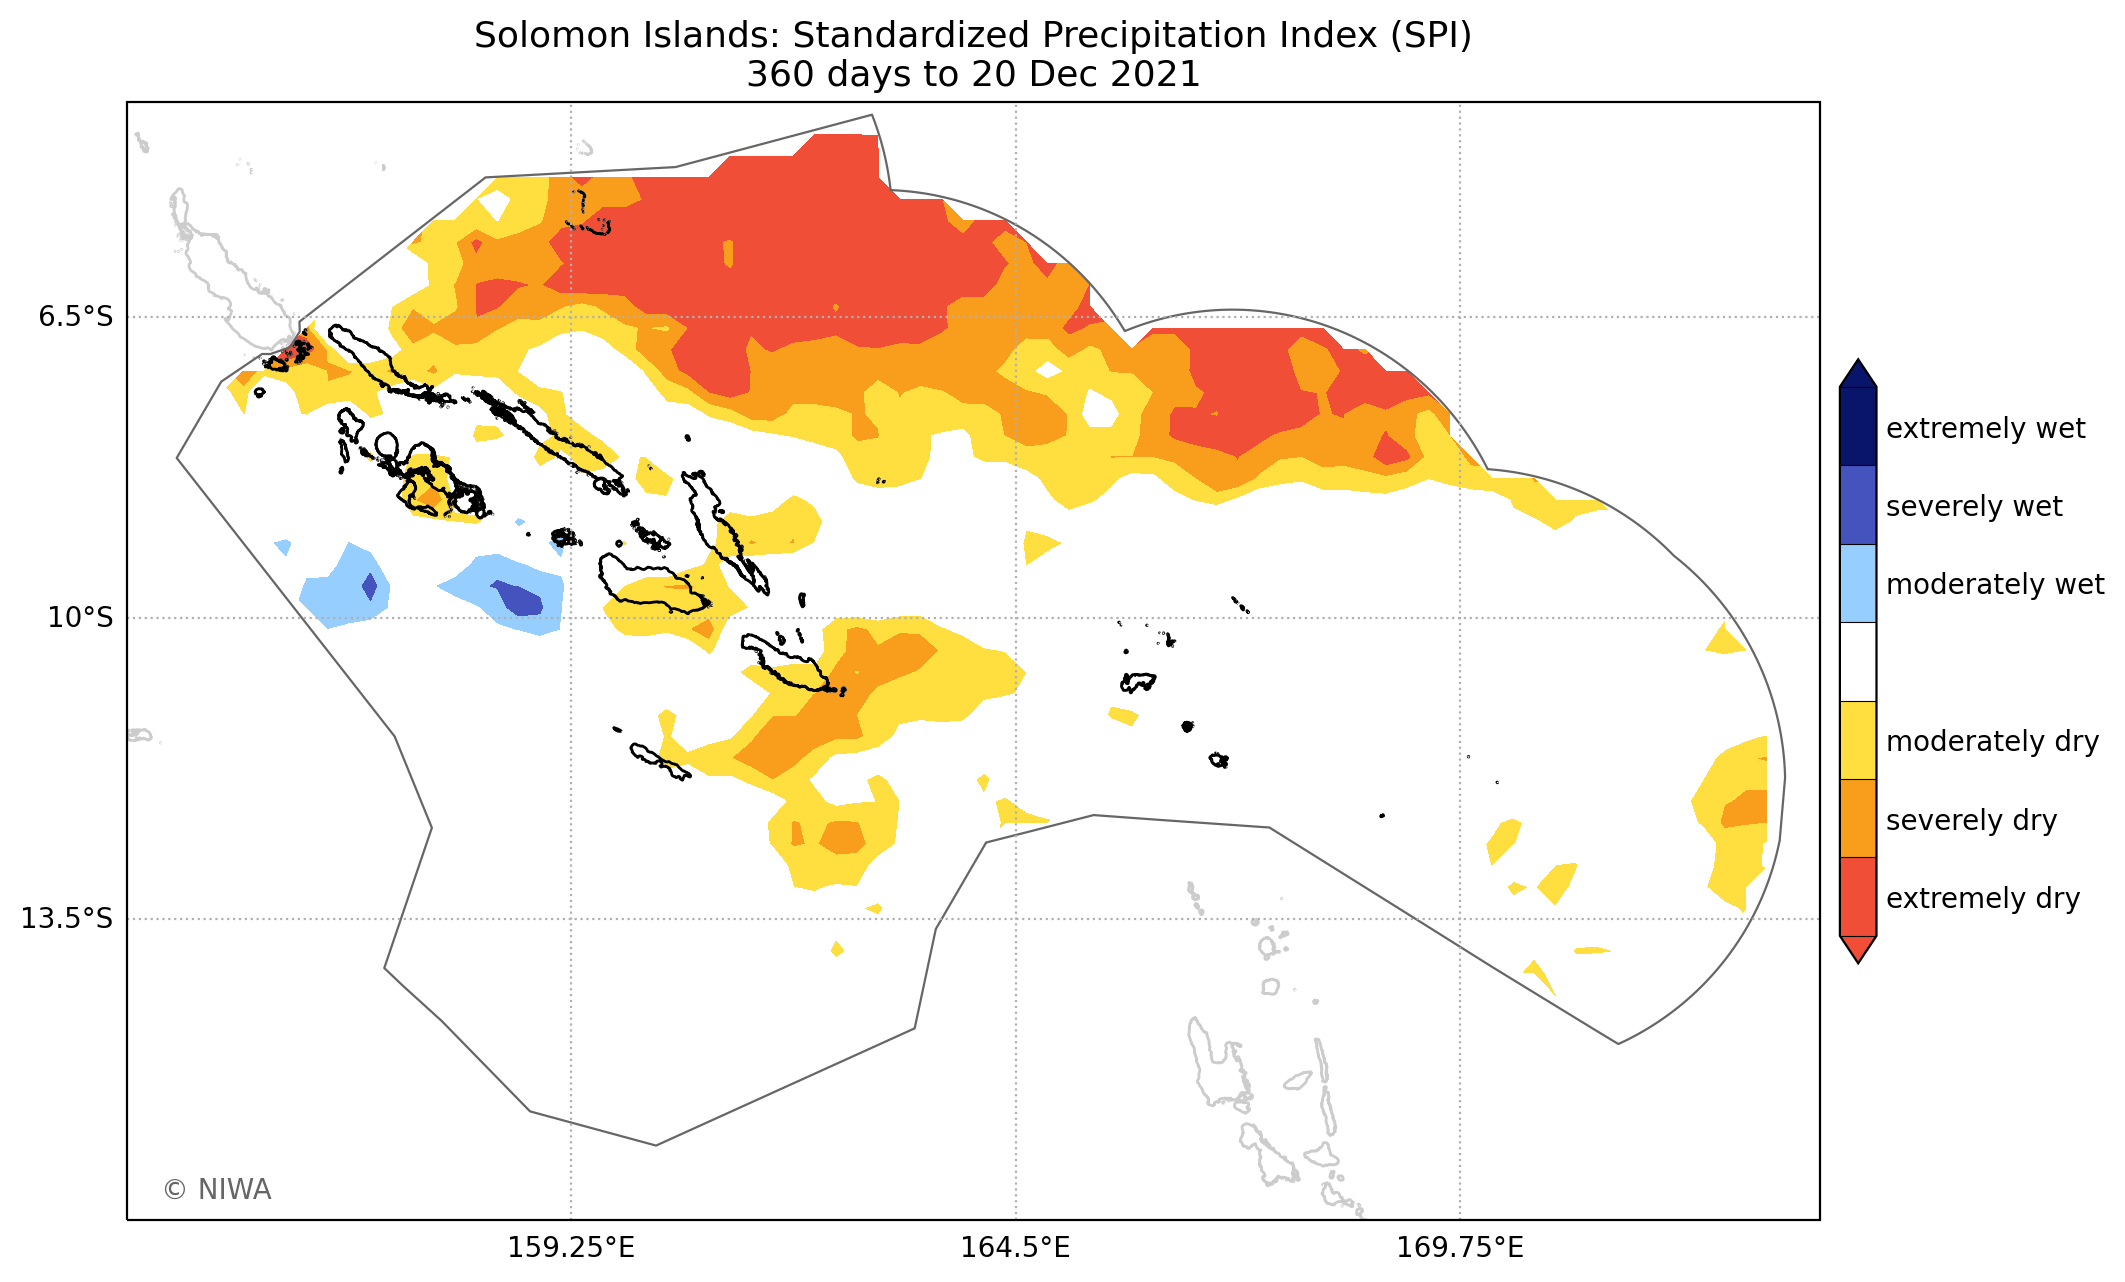 Solomon Islands: Standardized Precipitation Index (SPI)
360 days to 20 Dec 2021
6.5°S
10°S
13.5°S
159.25°E
164.5°E
169.75°E
extremely wet
severely wet
moderately wet
moderately dry
severely dry
extremely dry
© NIWA